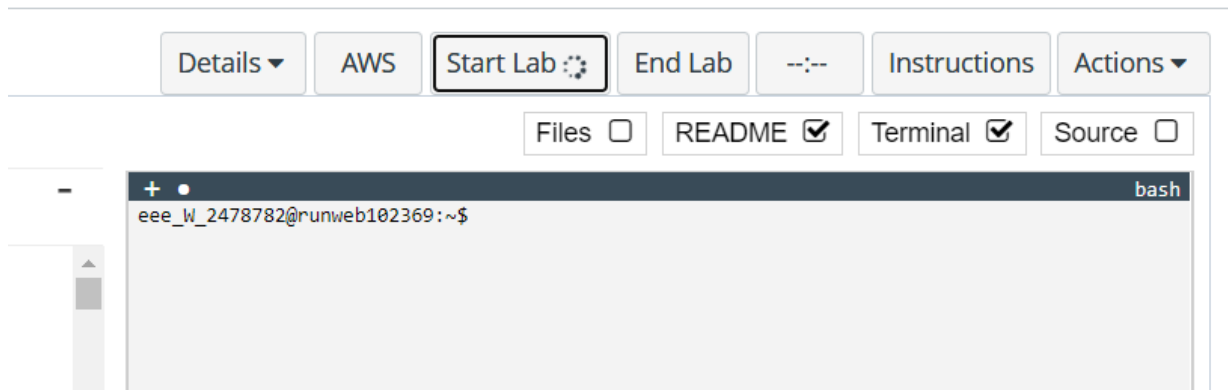 Details AWS Start Lab End Lab --:-- Instructions Actions
Files README Terminal Source
- + bash
eee_W_2478782@runweb102369:~$